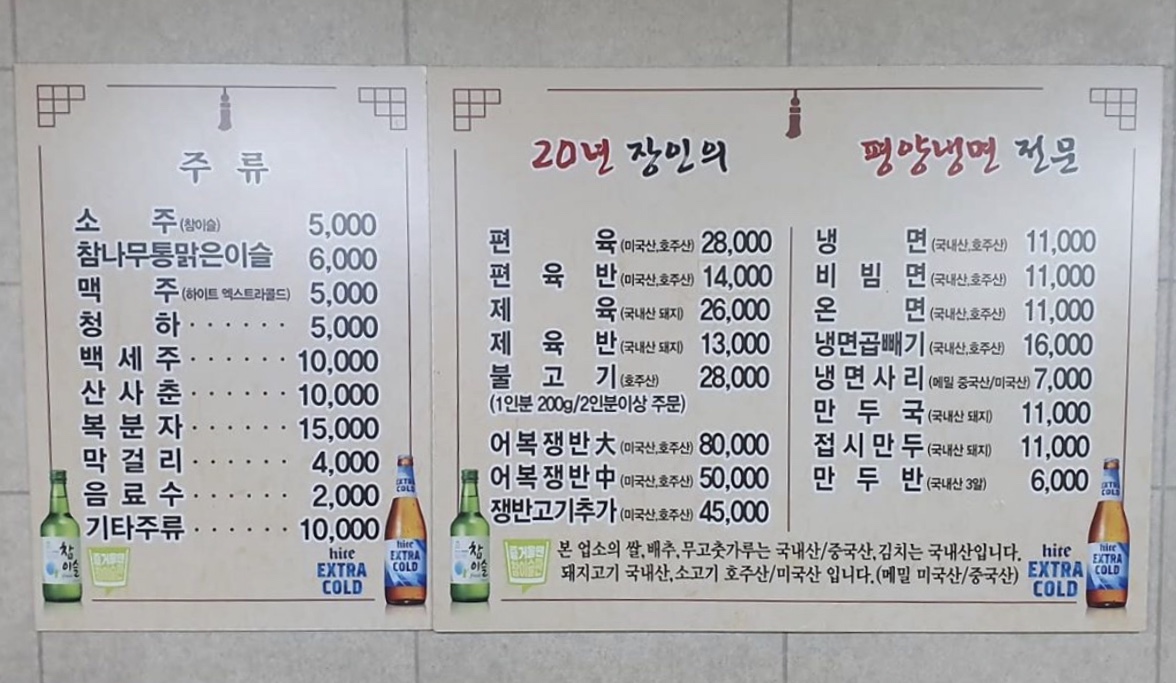 주류
소주(참이슬) 5,000
참나무통맑은이슬 6,000
맥주(하이트 엑스트라콜드) 5,000
청하 · · · · · · 5,000
백세주 · · · · · · 10,000
산사춘 · · · · · · 10,000
복분자 · · · · · · 15,000
막걸리 · · · · · · 4,000
음료수 · · · · · · 2,000
기타주류 · · · · · · 10,000
참이슬
hite
EXTRA
COLD
EXTRA
COLD
hite
EXTRA
COLD
20년 장인의
편육(미국산,호주산) 28,000
편육반(미국산,호주산) 14,000
제육(국내산 돼지) 26,000
제육반(국내산 돼지) 13,000
불고기(호주산) 28,000
(1인분 200g/2인분이상 주문)
어복쟁반大(미국산,호주산) 80,000
어복쟁반中(미국산,호주산) 50,000
쟁반고기추가(미국산,호주산) 45,000
평양냉면 전문
냉면(국내산,호주산) 11,000
비빔면(국내산,호주산) 11,000
온면(국내산,호주산) 11,000
냉면곱빼기(국내산,호주산) 16,000
냉면사리(메밀 중국산/미국산) 7,000
만두국(국내산 돼지) 11,000
접시만두(국내산 돼지) 11,000
만두반(국내산 3알) 6,000
참이슬
본 업소의 쌀,배추,무고춧가루는 국내산/중국산,김치는 국내산입니다.
돼지고기 국내산,소고기 호주산/미국산 입니다.(메밀 미국산/중국산)
hite
EXTRA
COLD
EXTRA
COLD
hite
EXTRA
COLD